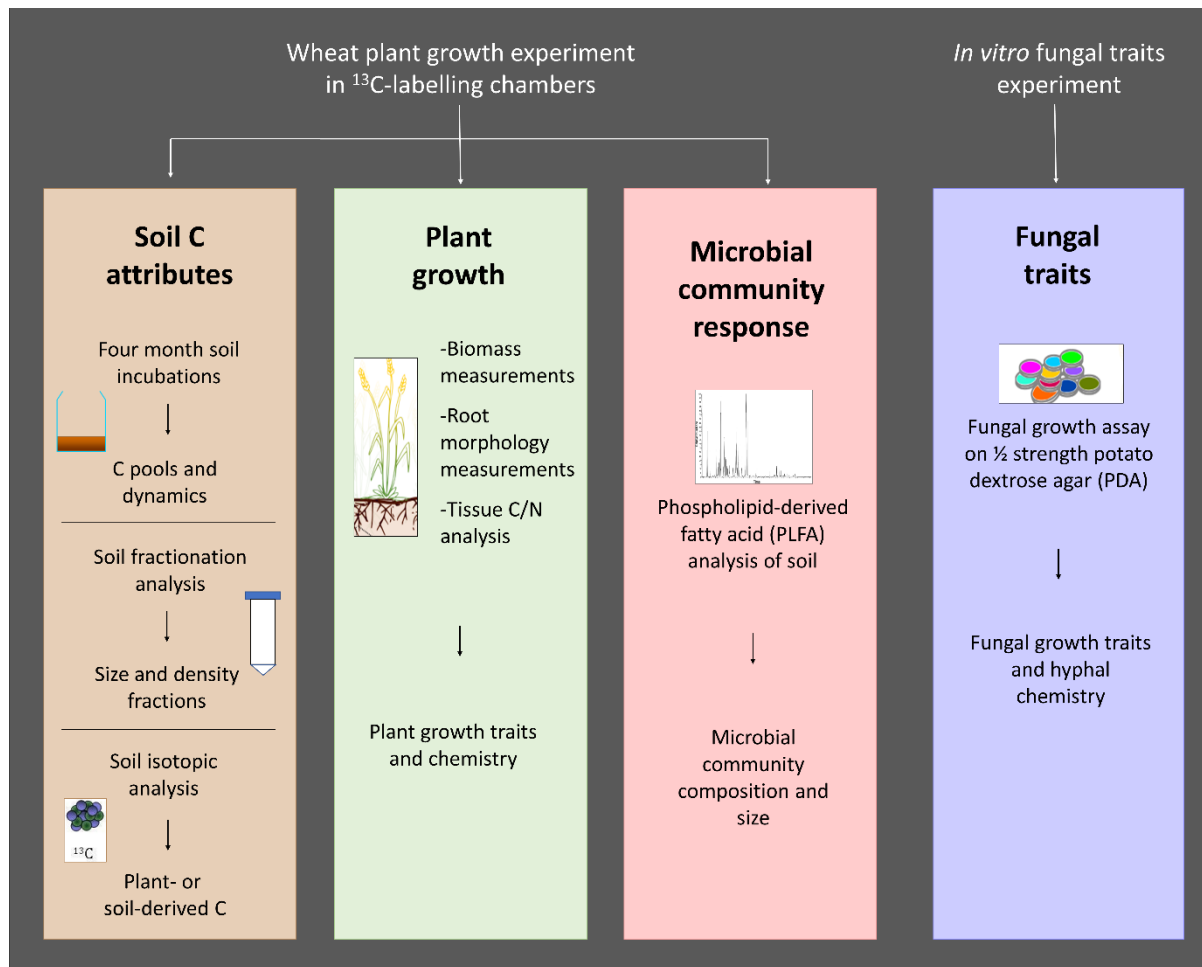 Wheat plant growth experiment
in ¹³C-labelling chambers
In vitro fungal traits
experiment
Soil C
attributes
Four month soil
incubations
C pools and
dynamics
Soil fractionation
analysis
Size and density
fractions
Soil isotopic
analysis
¹³C
Plant- or
soil-derived C
Plant
growth
-Biomass
measurements
-Root
morphology
measurements
-Tissue C/N
analysis
Plant growth traits
and chemistry
Microbial
community
response
Phospholipid-derived
fatty acid (PLFA)
analysis of soil
Microbial
community
composition and
size
Fungal
traits
Fungal growth assay
on ½ strength potato
dextrose agar (PDA)
Fungal growth traits
and hyphal
chemistry